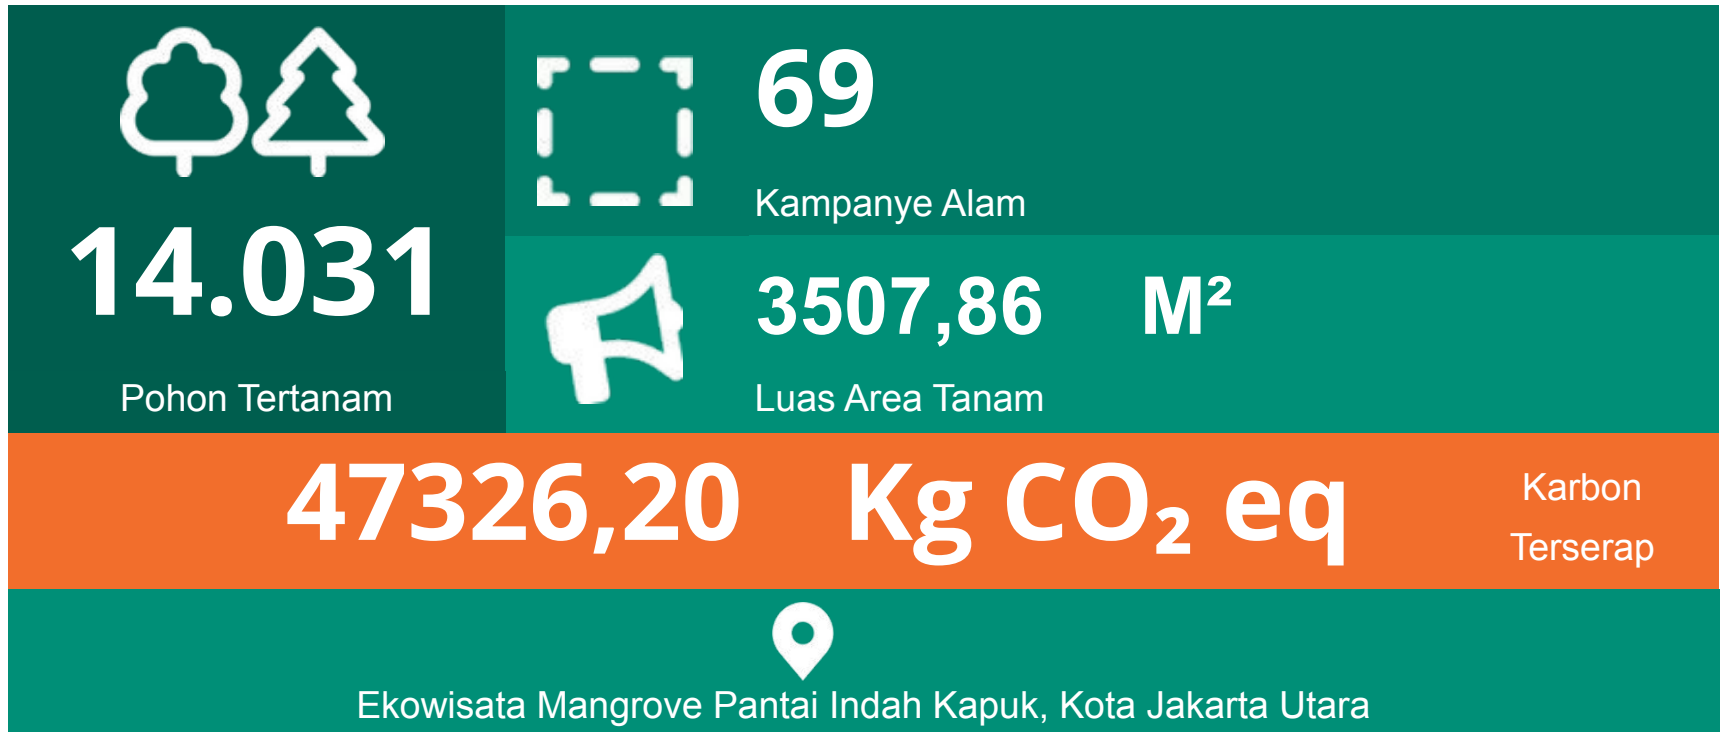 14.031
Pohon Tertanam
69
Kampanye Alam
3507,86 M²
Luas Area Tanam
47326,20 Kg CO₂ eq
Karbon
Terserap
Ekowisata Mangrove Pantai Indah Kapuk, Kota Jakarta Utara